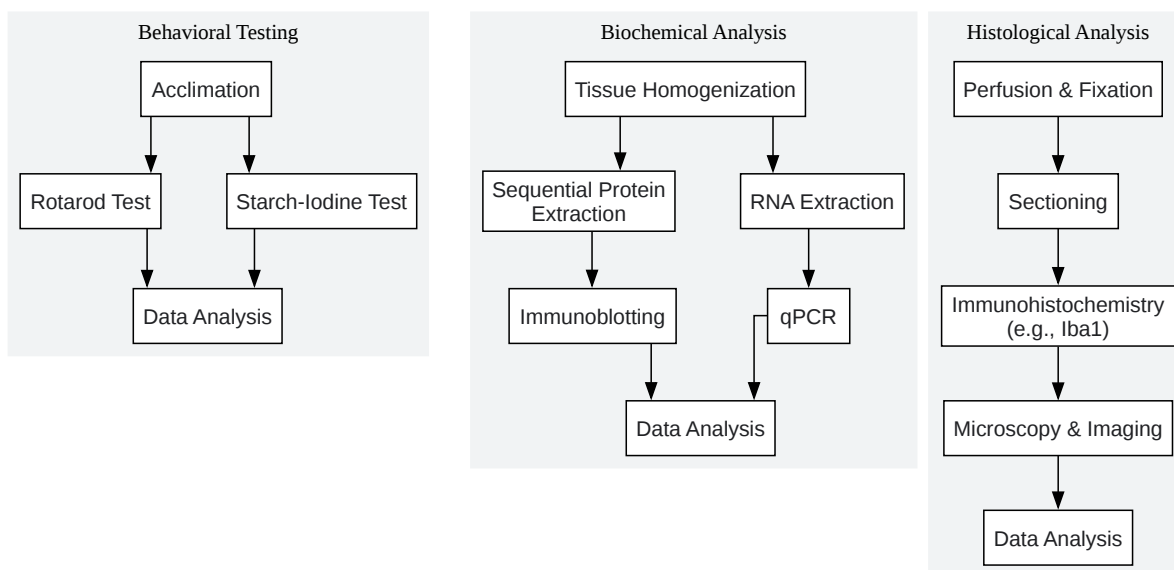 Behavioral Testing
Acclimation
Rotarod Test
Starch-Iodine Test
Data Analysis
Biochemical Analysis
Tissue Homogenization
Sequential Protein
Extraction
RNA Extraction
Immunoblotting
qPCR
Data Analysis
Histological Analysis
Perfusion & Fixation
Sectioning
Immunohistochemistry
(e.g., Iba1)
Microscopy & Imaging
Data Analysis